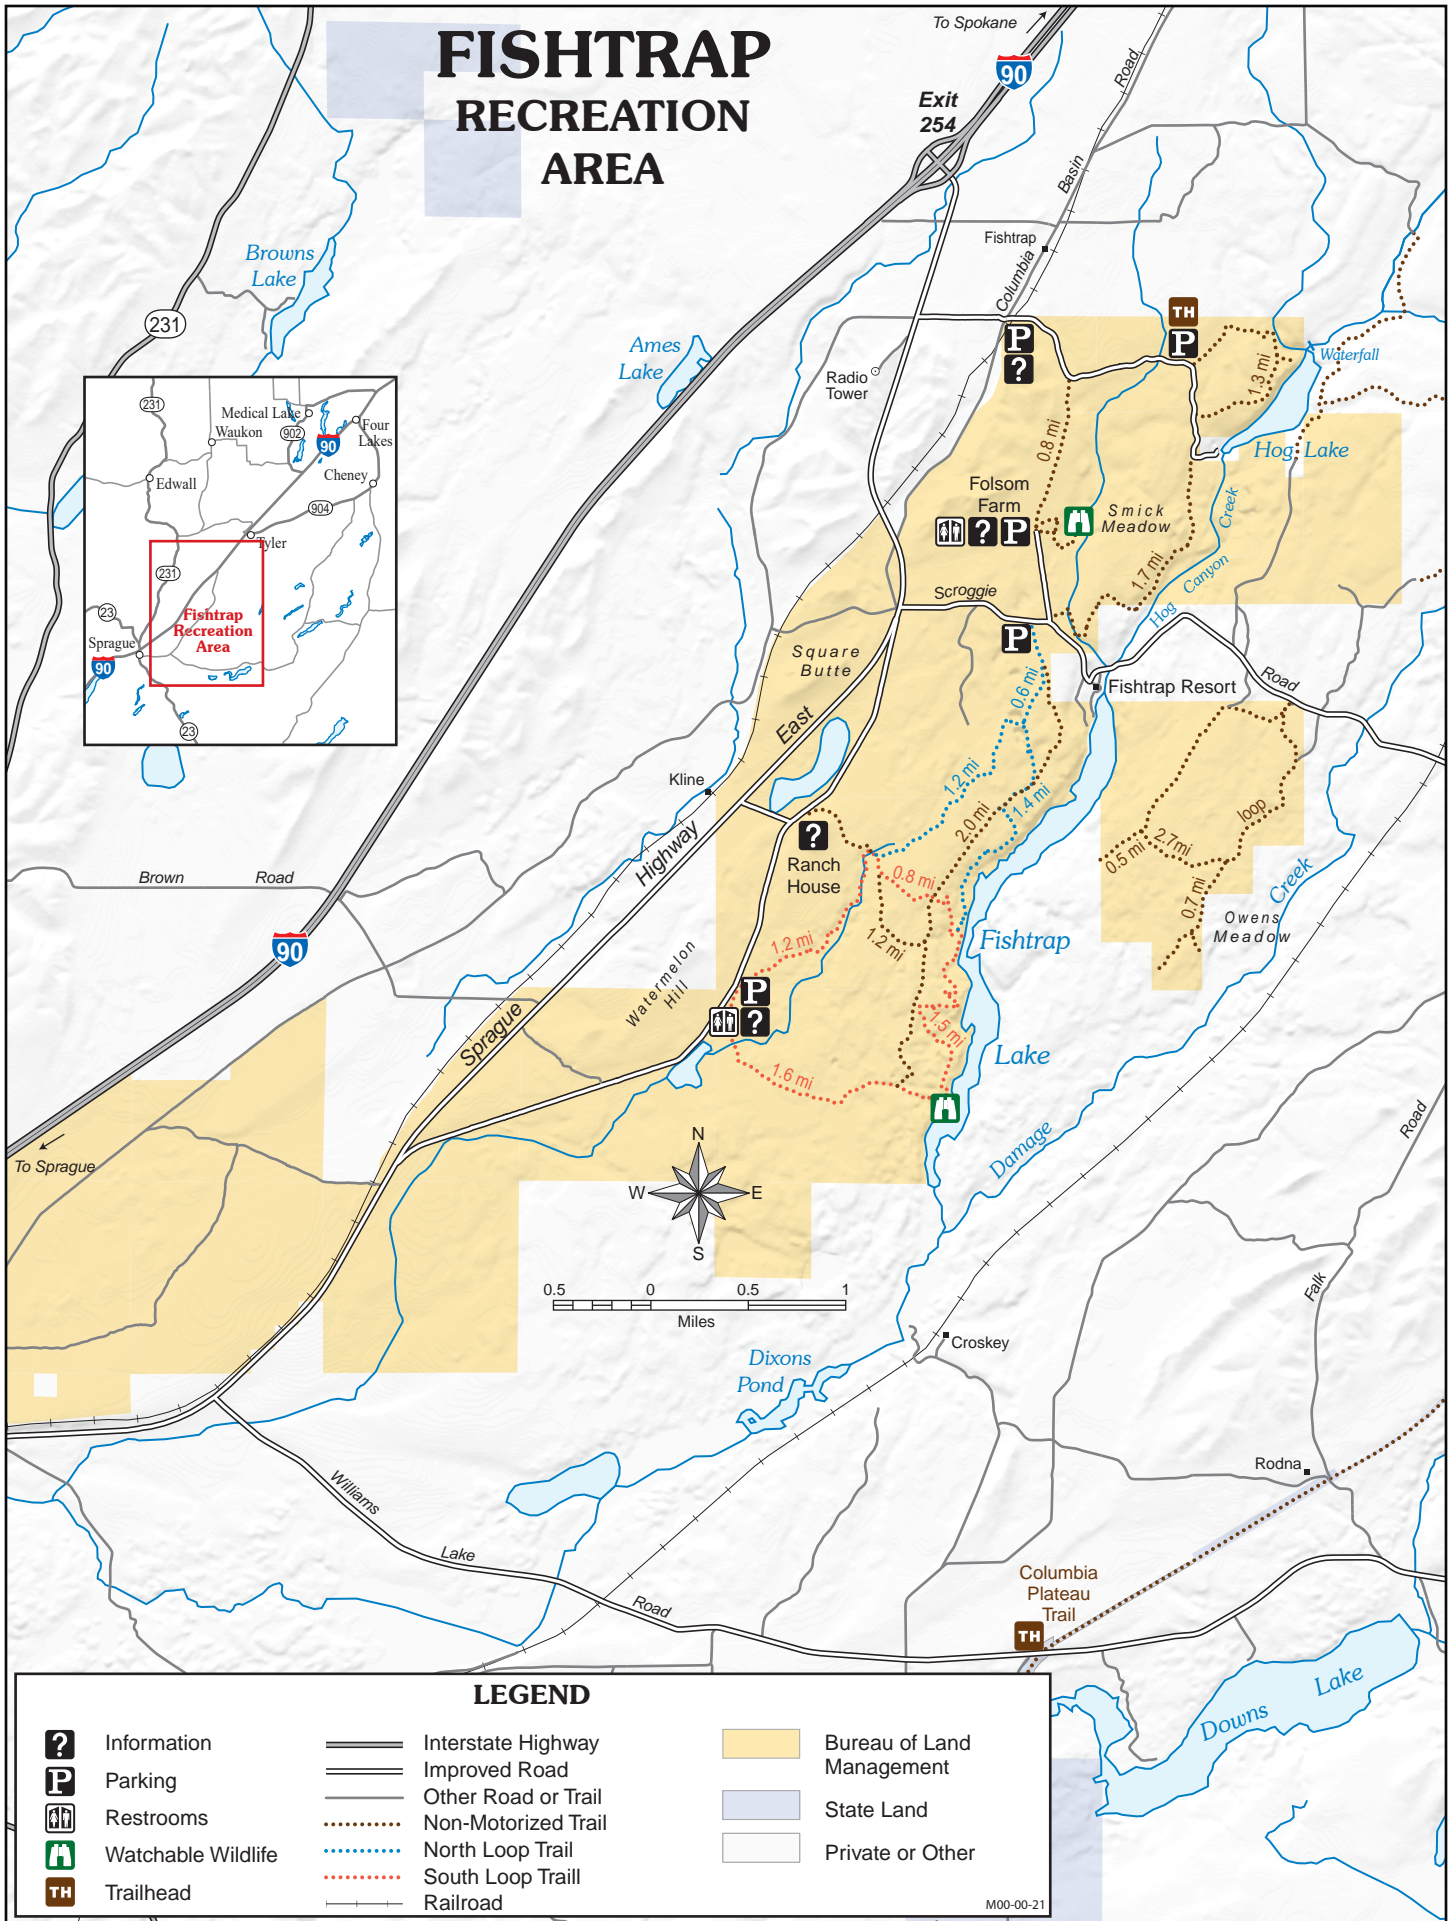 FISHTRAP
RECREATION
AREA
To Spokane
90
Exit
254
Road
Basin
Columbia
Fishtrap
Browns
Lake
231
Ames
Lake
Radio
Tower
TH
P
P
?
Waterfall
1.3 mi
Hog Lake
0.8 mi
Folsom
Farm
? P
Smick
Meadow
Creek
Canyon
Hog
1.7 mi
Scroggie
P
Road
Square
Butte
Fishtrap Resort
0.6 mi
East
1.2 mi
1.4 mi
2.0 mi
Kline
Highway
?
Ranch
House
0.8 mi
loop
2.7mi
0.5 mi
0.7 mi
Owens
Meadow
Creek
Brown Road
90
1.2 mi
1.2 mi
Fishtrap
Watermelon
Hill
P
?
Sprague
1.5 mi
Lake
1.6 mi
Damage
To Sprague
Road
N
W E
S
0.5 0 0.5 1
Miles
Falk
Croskey
Dixons
Pond
Rodna
Williams
Lake
Road
Columbia
Plateau
Trail
TH
Downs
Lake
231
Medical Lake
Waukon
902
90
Four
Lakes
Cheney
Edwall
904
Tyler
231
Fishtrap
Recreation
Area
23
Sprague
90
23
LEGEND
? Information
P Parking
Restrooms
Watchable Wildlife
TH Trailhead
Interstate Highway
Improved Road
Other Road or Trail
Non-Motorized Trail
North Loop Trail
South Loop Traill
Railroad
Bureau of Land
Management
State Land
Private or Other
M00-00-21